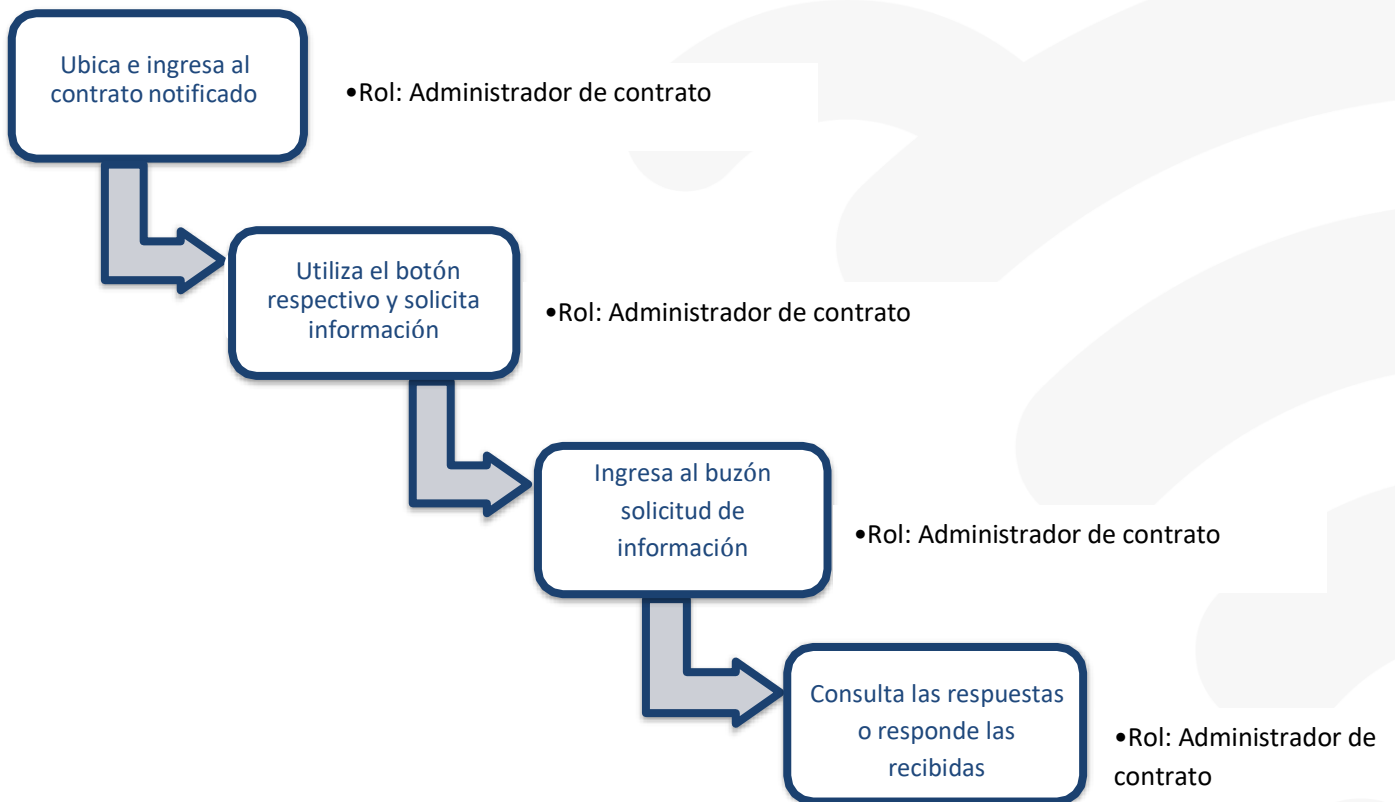 Ubica e ingresa al
contrato notificado
•Rol: Administrador de contrato
Utiliza el botón
respectivo y solicita
información
•Rol: Administrador de contrato
Ingresa al buzón
solicitud de
información
•Rol: Administrador de contrato
Consulta las respuestas
o responde las
recibidas
•Rol: Administrador de
contrato